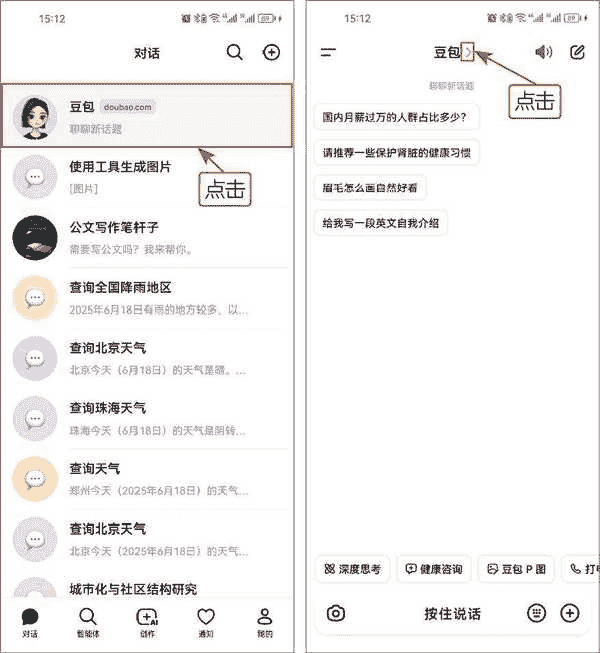 15:12
对话
豆包 doubao.com
聊聊新话题
点击
使用工具生成图片
[图片]
公文写作笔杆子
需要写公文吗？我来帮你。
查询全国降雨地区
2025年6月18日有雨的地方较多，以...
查询北京天气
北京今天（6月18日）的天气是晴。...
查询珠海天气
珠海今天（6月18日）的天气是阴转...
查询天气
郑州今天（2025年6月18日）的天气...
查询北京天气
北京今天（2025年6月18日）的天气...
城市化与社区结构研究
对话 智能体 创作 通知 我的
AI
15:12
豆包
点击
聊聊新话题
国内月薪过万的人群占比多少？
请推荐一些保护肾脏的健康习惯
眉毛怎么画自然好看
给我写一段英文自我介绍
深度思考 健康咨询 豆包 P 图 打电
按住说话